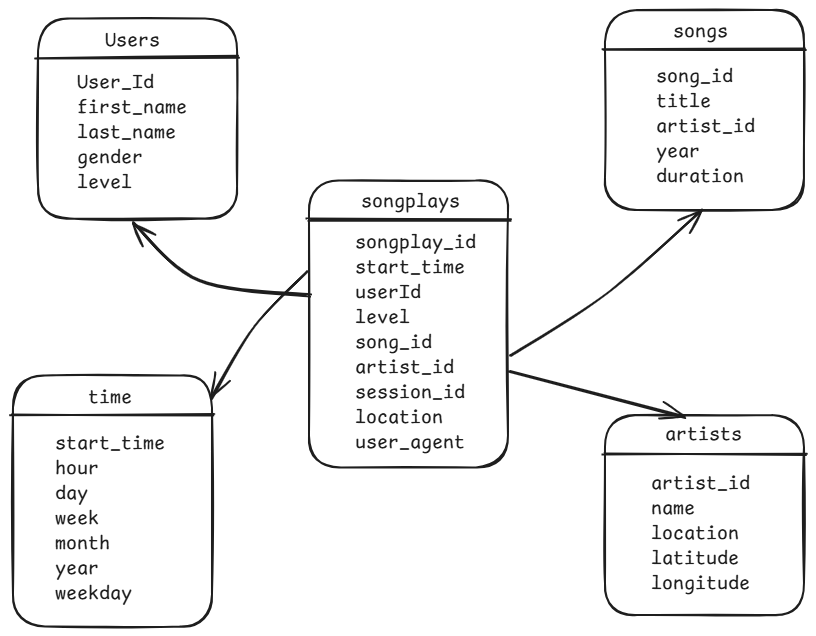 Users
User_Id
first_name
last_name
gender
level
songs
song_id
title
artist_id
year
duration
songplays
songplay_id
start_time
userId
level
song_id
artist_id
session_id
location
user_agent
time
start_time
hour
day
week
month
year
weekday
artists
artist_id
name
location
latitude
longitude